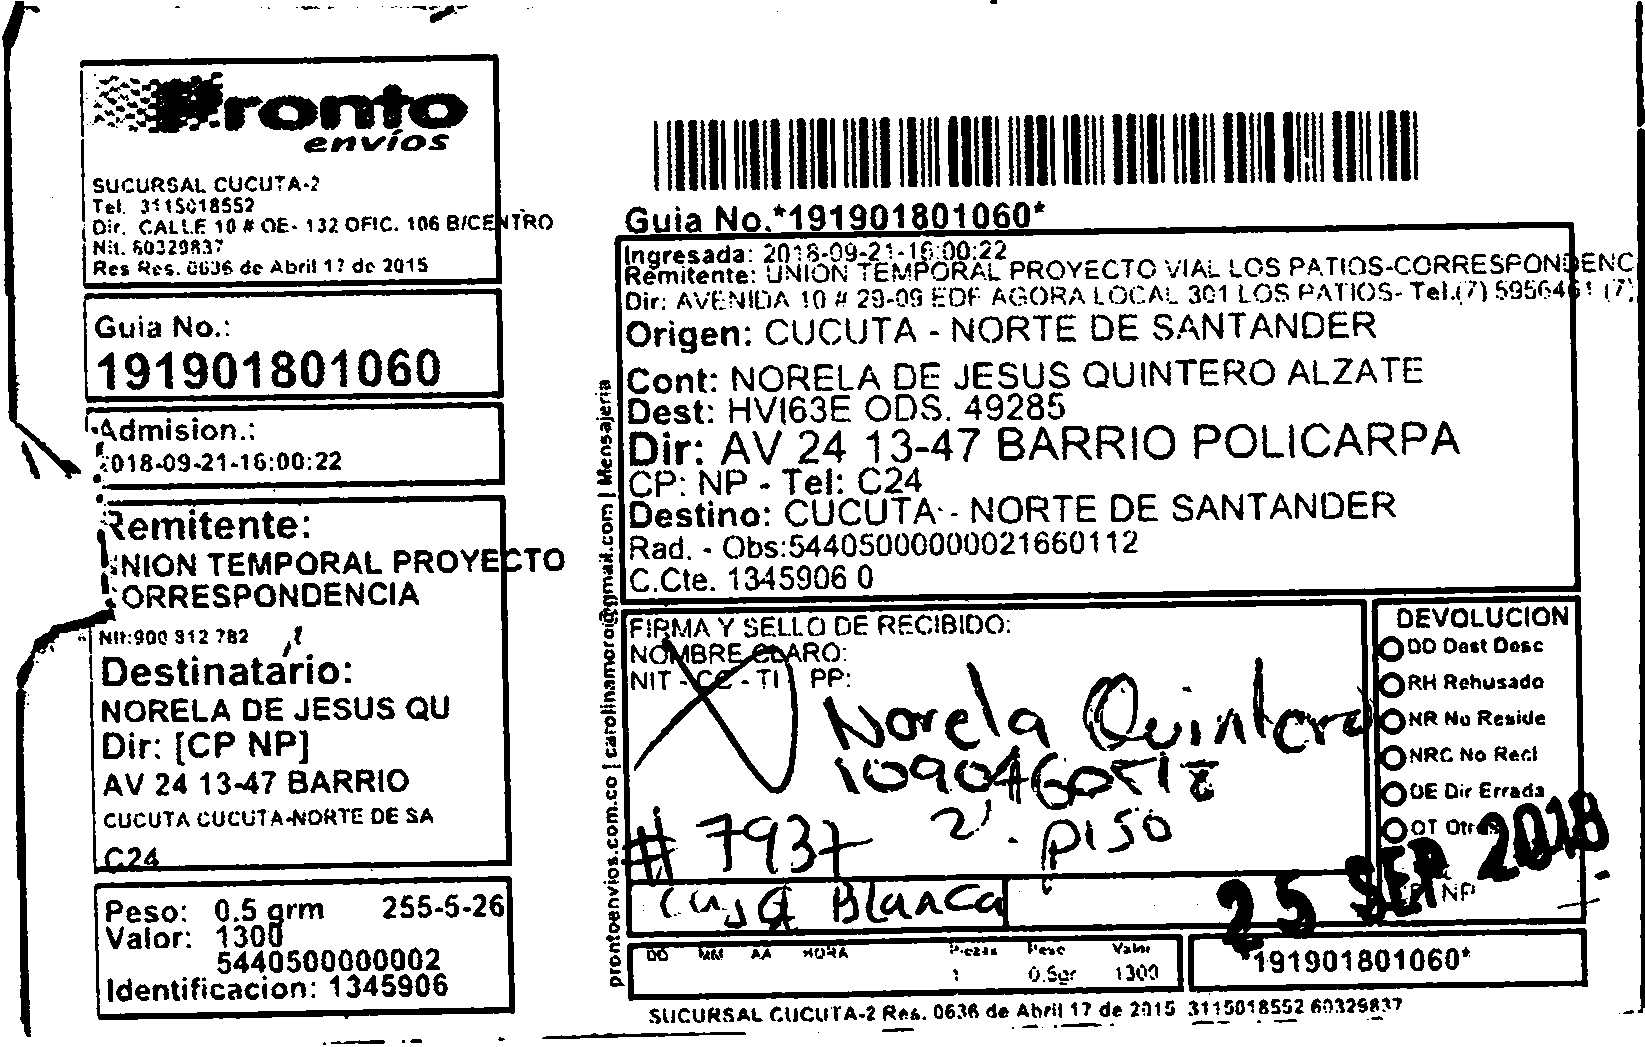 Pronto
envíos
SUCURSAL CUCUTA-2
Tel. 3115018552
Dir. CALLE 10 # OE- 132 OFIC. 106 B/CENTRO
Nit. 60329837
Res Res. 0636 de Abril 17 de 2015
Guia No.:
191901801060
Admision.:
2018-09-21-16:00:22
Remitente:
UNION TEMPORAL PROYECTO
CORRESPONDENCIA
Nit:900 912 782
Destinatario:
NORELA DE JESUS QU
Dir: [CP NP]
AV 24 13-47 BARRIO
CUCUTA CUCUTA-NORTE DE SA
C24
Peso: 0.5 grm 255-5-26
Valor: 1300
5440500000002
Identificacion: 1345906
prontoenvios.com.co | carolinamoro@gmail.com | Mensajeria
Guia No.*191901801060*
Ingresada: 2018-09-21-16:00:22
Remitente: UNION TEMPORAL PROYECTO VIAL LOS PATIOS-CORRESPONDENC
Dir: AVENIDA 10 # 29-09 EDF AGORA LOCAL 301 LOS PATIOS- Tel.(7) 5956461 (7)
Origen: CUCUTA - NORTE DE SANTANDER
Cont: NORELA DE JESUS QUINTERO ALZATE
Dest: HVI63E ODS. 49285
Dir: AV 24 13-47 BARRIO POLICARPA
CP: NP - Tel: C24
Destino: CUCUTA - NORTE DE SANTANDER
Rad. - Obs:54405000000021660112
C.Cte. 1345906 0
FIRMA Y SELLO DE RECIBIDO:
NOMBRE CLARO:
NIT - CC - TI PP:
Norela Quintero
# 7937 2'. piso
Casa Blanca
DEVOLUCION
DD Dest Desc
RH Rehusado
NR No Reside
NRC No Recl
DE Dir Errada
OT Otros
NP
25 SEP 2018
DD MM AA HORA Piezas Peso Valor
1 0.5gr 1300
*191901801060*
SUCURSAL CUCUTA-2 Res. 0636 de Abril 17 de 2015 3115018552 60329837